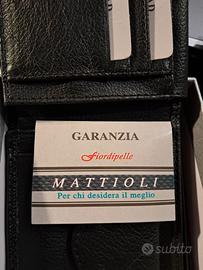 GARANZIA
Fiordipelle
MATTIOLI
Per chi desidera il meglio
subito